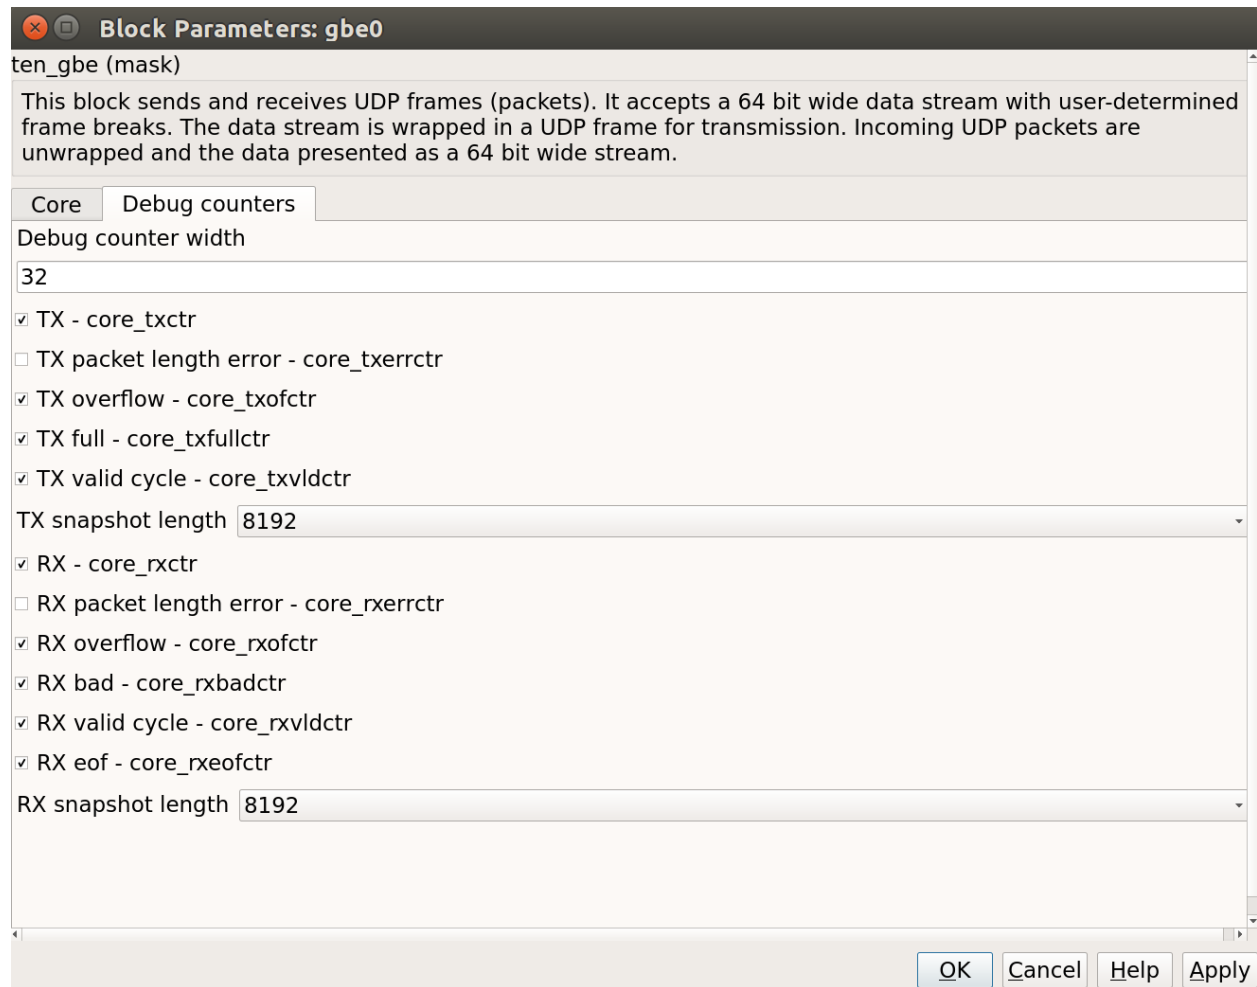 Block Parameters: gbe0
ten_gbe (mask)
This block sends and receives UDP frames (packets). It accepts a 64 bit wide data stream with user-determined
frame breaks. The data stream is wrapped in a UDP frame for transmission. Incoming UDP packets are
unwrapped and the data presented as a 64 bit wide stream.
Core Debug counters
Debug counter width
32
TX - core_txctr
TX packet length error - core_txerrctr
TX overflow - core_txofctr
TX full - core_txfullctr
TX valid cycle - core_txvldctr
TX snapshot length 8192
RX - core_rxctr
RX packet length error - core_rxerrctr
RX overflow - core_rxofctr
RX bad - core_rxbadctr
RX valid cycle - core_rxvldctr
RX eof - core_rxeofctr
RX snapshot length 8192
OK Cancel Help Apply